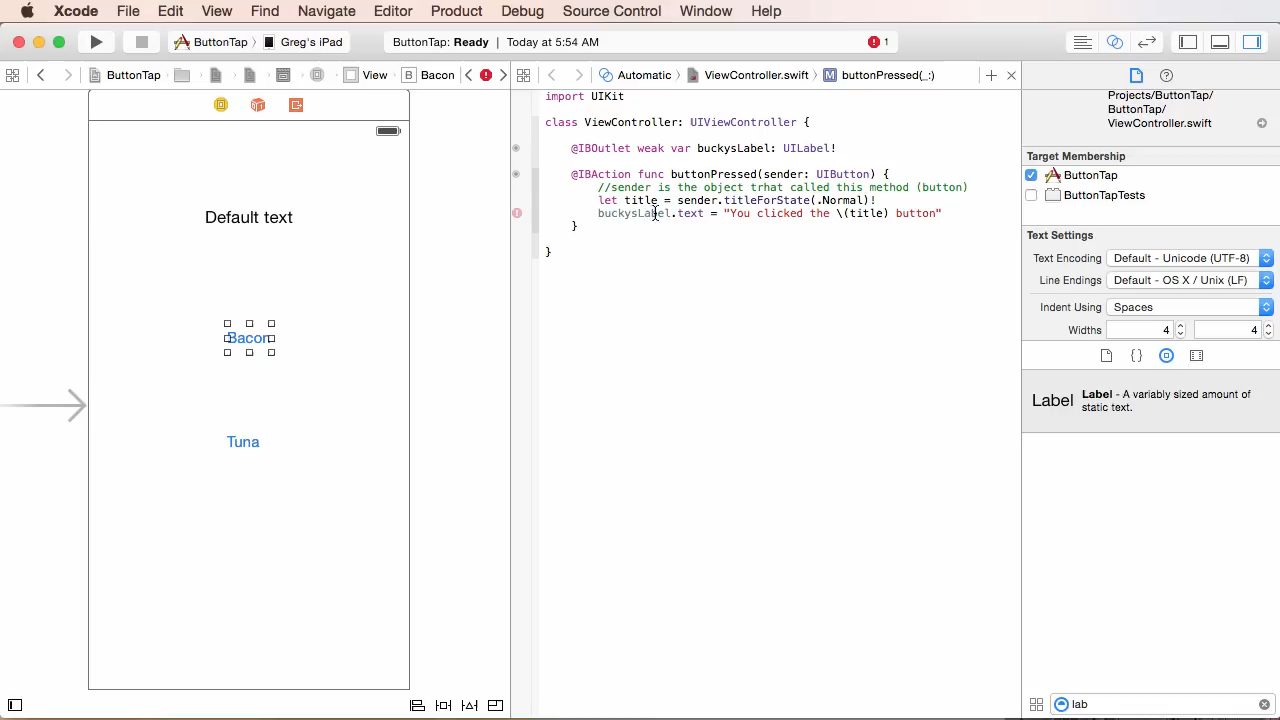 Xcode File Edit View Find Navigate Editor Product Debug Source Control Window Help
ButtonTap Greg's iPad ButtonTap: Ready Today at 5:54 AM 1
ButtonTap View B Bacon Automatic ViewController.swift M buttonPressed(_:)
Default text
Bacon
Tuna
import UIKit
class ViewController: UIViewController {
@IBOutlet weak var buckysLabel: UILabel!
@IBAction func buttonPressed(sender: UIButton) {
//sender is the object trhat called this method (button)
let title = sender.titleForState(.Normal)!
buckysLabel.text = "You clicked the \(title) button"
}
}
Projects/ButtonTap/
ButtonTap/
ViewController.swift
Target Membership
ButtonTap
ButtonTapTests
Text Settings
Text Encoding Default - Unicode (UTF-8)
Line Endings Default - OS X / Unix (LF)
Indent Using Spaces
Widths 4 4
{}
Label Label - A variably sized amount of
static text.
lab